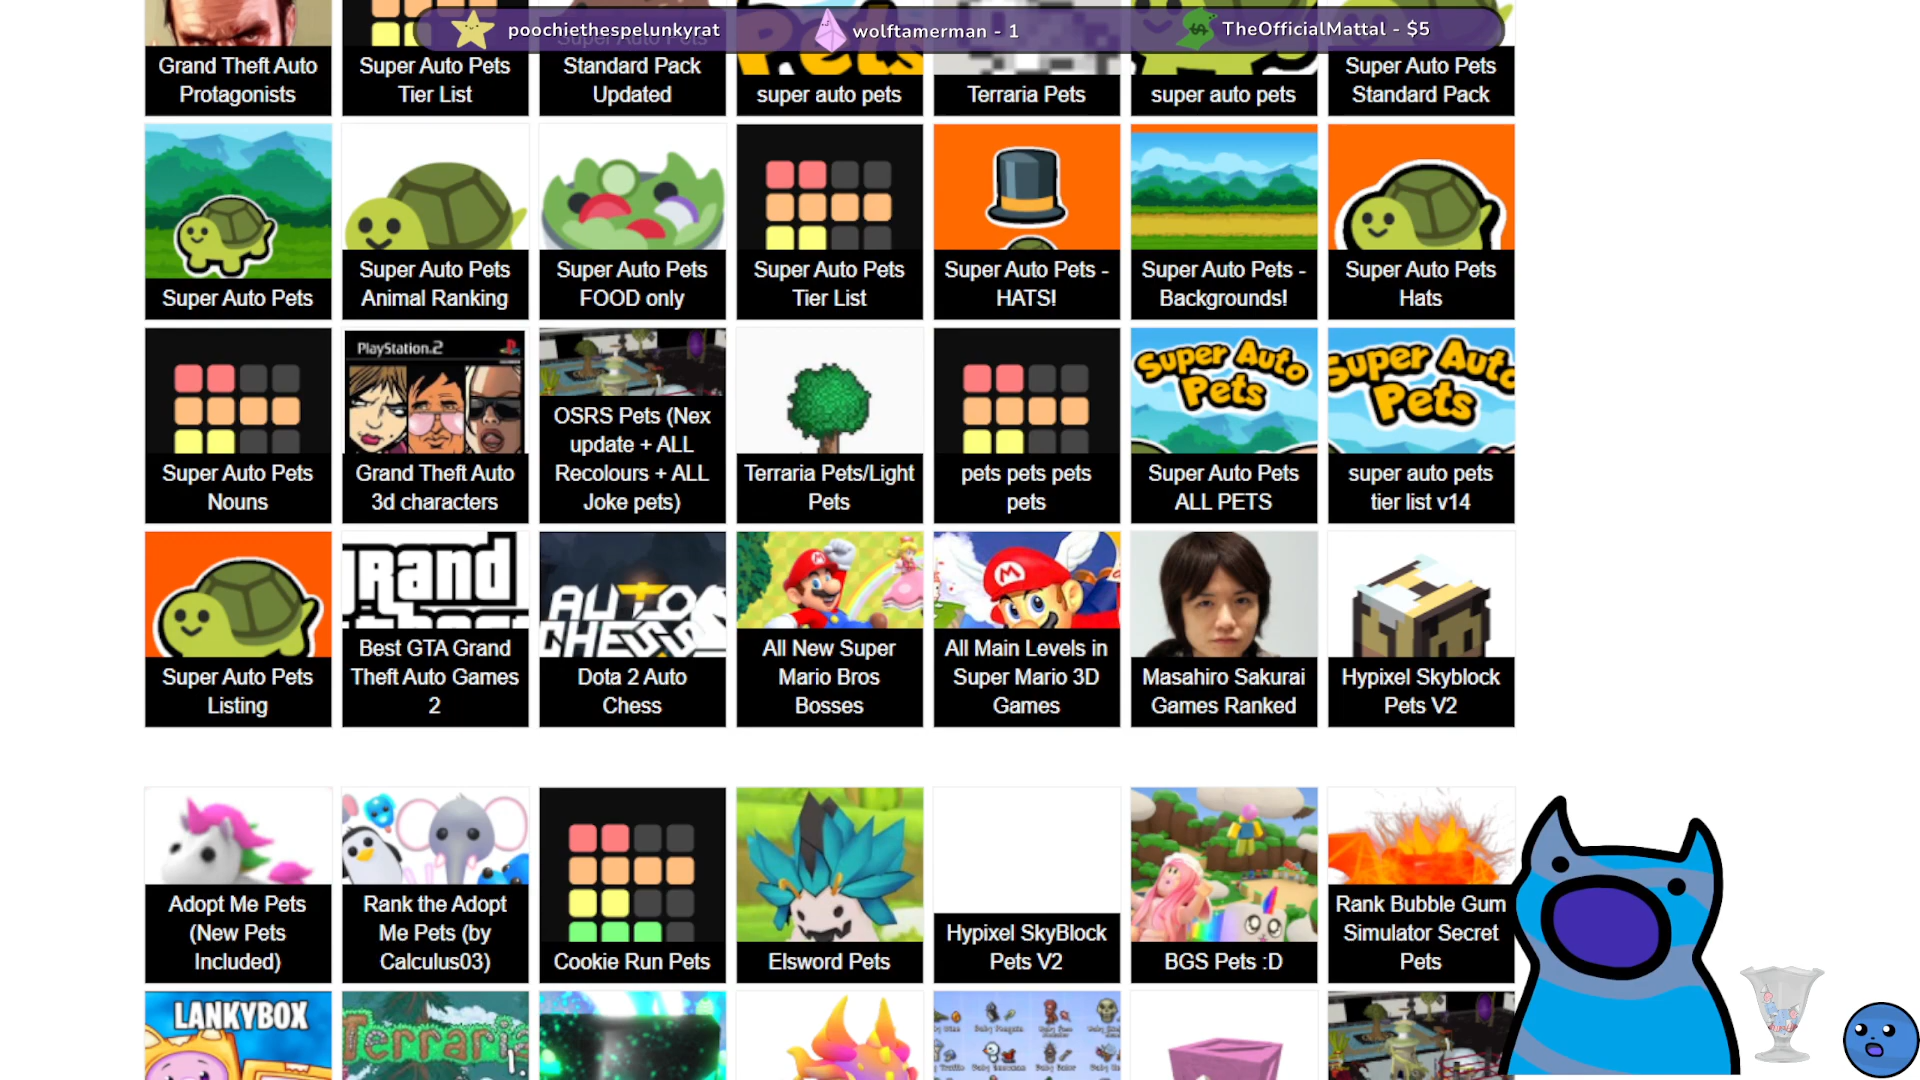 poochiethespelunkyrat
wolftamerman - 1
TheOfficialMattal - $5
Grand Theft Auto
Protagonists
Super Auto Pets
Tier List
Super Auto Pets
Standard Pack
Updated
Pets
super auto pets
Terraria Pets
super auto pets
Super Auto Pets
Standard Pack
Super Auto Pets
Super Auto Pets
Animal Ranking
Super Auto Pets
FOOD only
Super Auto Pets
Tier List
Super Auto Pets -
HATS!
Super Auto Pets -
Backgrounds!
Super Auto Pets
Hats
Super Auto Pets
Nouns
PlayStation.2
Grand Theft Auto
3d characters
OSRS Pets (Nex
update + ALL
Recolours + ALL
Joke pets)
Terraria Pets/Light
Pets
pets pets pets
pets
Super Auto
Pets
Super Auto Pets
ALL PETS
Super Auto
Pets
super auto pets
tier list v14
Super Auto Pets
Listing
Grand
Best GTA Grand
Theft Auto Games
2
AUTO
CHESS
Dota 2 Auto
Chess
All New Super
Mario Bros
Bosses
All Main Levels in
Super Mario 3D
Games
Masahiro Sakurai
Games Ranked
Hypixel Skyblock
Pets V2
Adopt Me Pets
(New Pets
Included)
Rank the Adopt
Me Pets (by
Calculus03)
Cookie Run Pets
Elsword Pets
Hypixel SkyBlock
Pets V2
BGS Pets :D
Rank Bubble Gum
Simulator Secret
Pets
LANKYBOX
Terraria